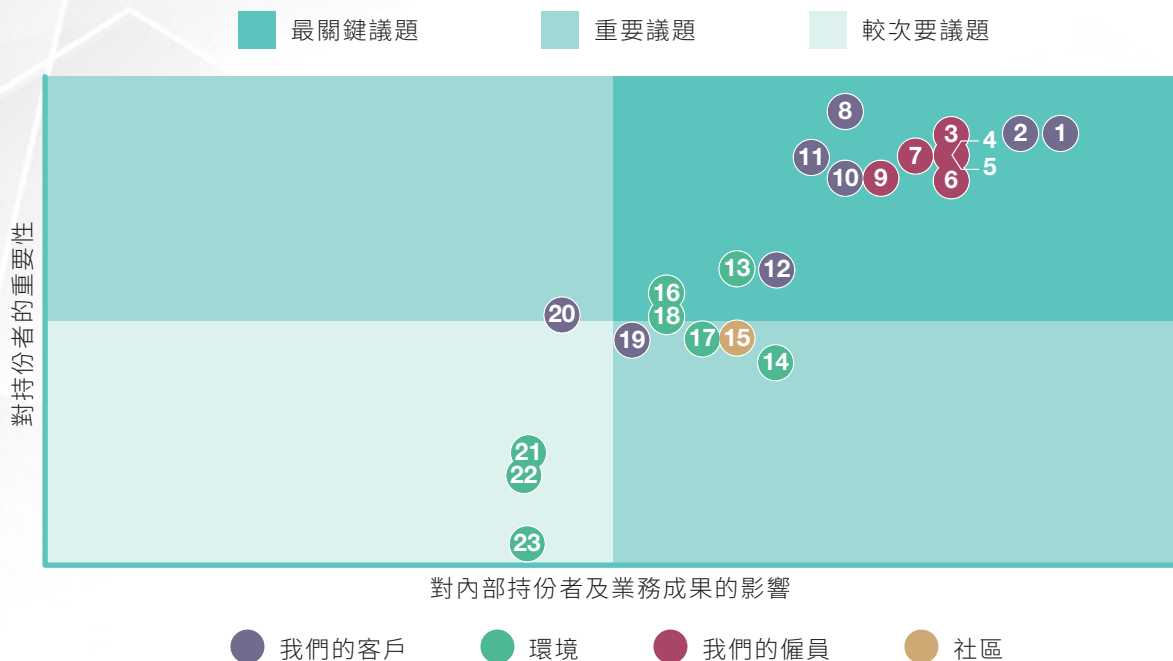 最關鍵議題 重要議題 較次要議題
對持份者的重要性
8
3 4 2 1
11 7 5
10 9 6
13 12
16
20 18
19 17 15
14
21
22
23
對內部持份者及業務成果的影響
我們的客戶 環境 我們的僱員 社區